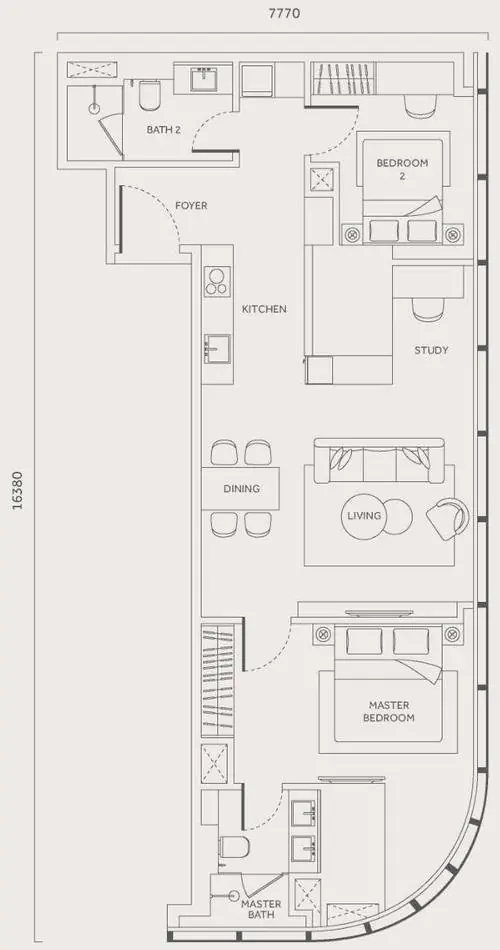 7770
BATH 2
BEDROOM
2
FOYER
KITCHEN
STUDY
16380
DINING
LIVING
MASTER
BEDROOM
MASTER
BATH